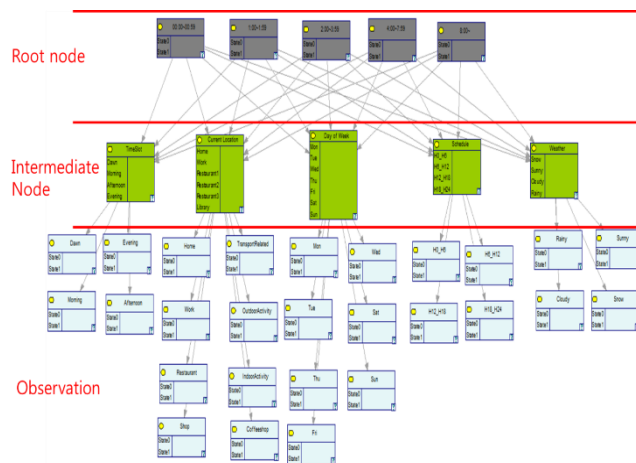 Root node
00:00~00:59
State0
State1
1:00~1:59
State0
State1
2:00~3:59
State0
State1
4:00~7:59
State0
State1
8:00~
State0
State1
Intermediate
Node
TimeSlot
Dawn
Morning
Afternoon
Evening
Current Location
Home
Work
Restaurant1
Restaurant2
Restaurant3
Library
Day of Week
Mon
Tue
Wed
Thu
Fri
Sat
Sun
Schedule
H0_H6
H6_H12
H12_H18
H18_H24
Weather
Snow
Sunny
Cloudy
Rainy
Observation
Dawn
State0
State1
Evening
State0
State1
Home
State0
State1
TransportRelated
State0
State1
Mon
State0
State1
Wed
State0
State1
H0_H6
State0
State1
H6_H12
State0
State1
Rainy
State0
State1
Sunny
State0
State1
Morning
State0
State1
Afternoon
State0
State1
Work
State0
State1
OutdoorActivity
State0
State1
Tue
State0
State1
Sat
State0
State1
H12_H18
State0
State1
H18_H24
State0
State1
Cloudy
State0
State1
Snow
State0
State1
Restaurant
State0
State1
IndoorActivity
State0
State1
Thu
State0
State1
Sun
State0
State1
Shop
State0
State1
Coffeeshop
State0
State1
Fri
State0
State1